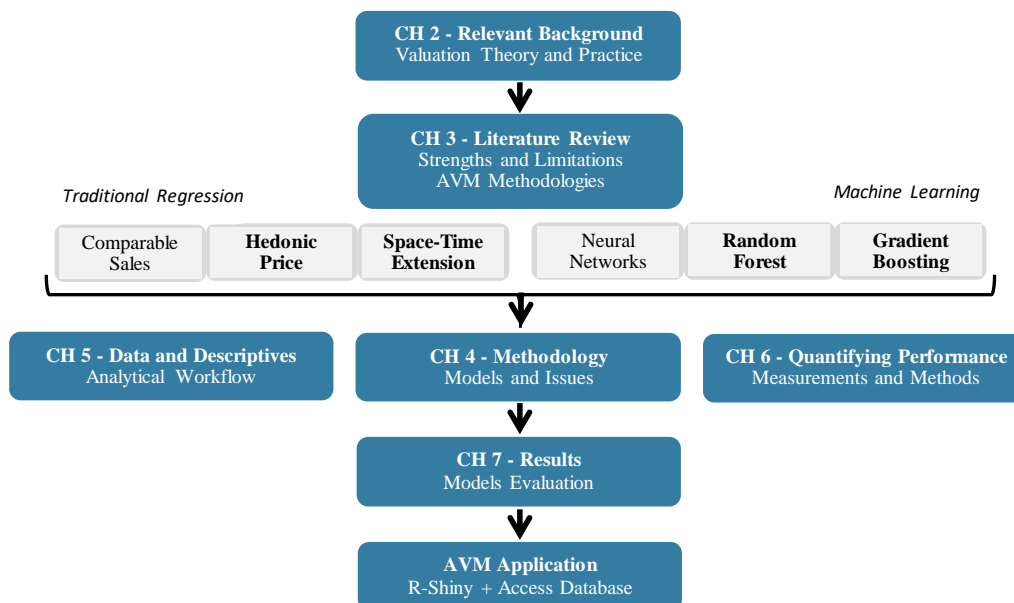 CH 2 - Relevant Background
Valuation Theory and Practice
CH 3 - Literature Review
Strengths and Limitations
AVM Methodologies
Traditional Regression
Machine Learning
Comparable
Sales
Hedonic
Price
Space-Time
Extension
Neural
Networks
Random
Forest
Gradient
Boosting
CH 5 - Data and Descriptives
Analytical Workflow
CH 4 - Methodology
Models and Issues
CH 6 - Quantifying Performance
Measurements and Methods
CH 7 - Results
Models Evaluation
AVM Application
R-Shiny + Access Database